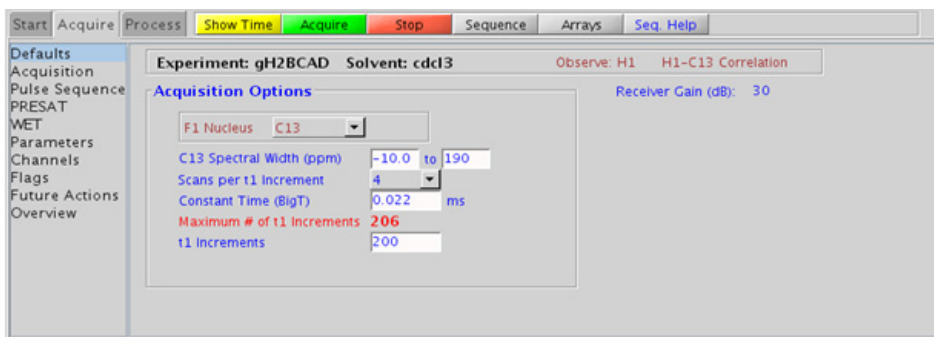 Start Acquire Process Show Time Acquire Stop Sequence Arrays Seq. Help
Defaults
Acquisition
Pulse Sequence
PRESAT
WET
Parameters
Channels
Flags
Future Actions
Overview
Experiment: gH2BCAD Solvent: cdcl3 Observe: H1 H1-C13 Correlation
Acquisition Options Receiver Gain (dB): 30
F1 Nucleus C13
C13 Spectral Width (ppm) -10.0 to 190
Scans per t1 Increment 4
Constant Time (BigT) 0.022 ms
Maximum # of t1 Increments 206
t1 Increments 200